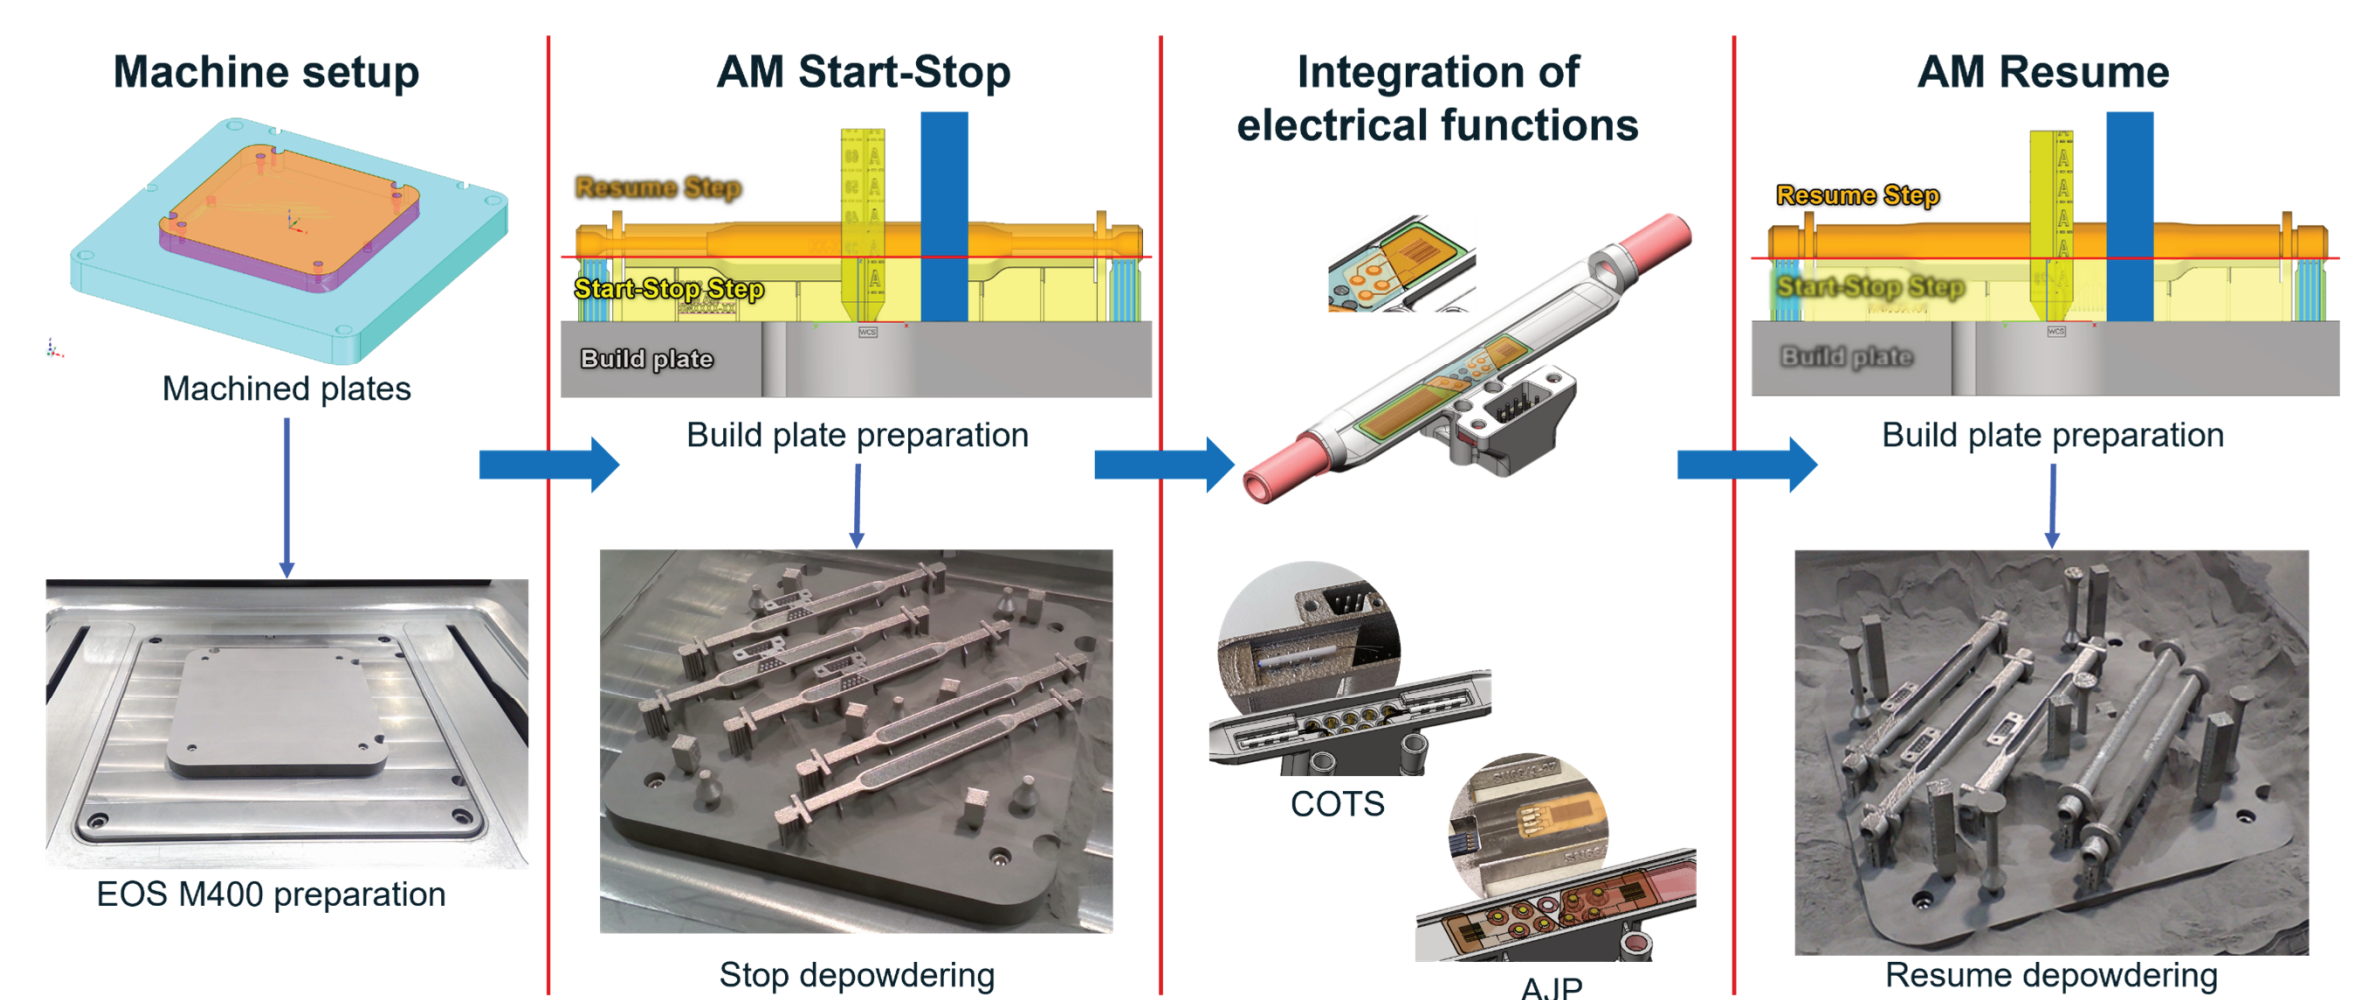 Machine setup
Machined plates
EOS M400 preparation
AM Start-Stop
Resume Step
Start-Stop Step
Build plate
WCS
Build plate preparation
Stop depowdering
Integration of
electrical functions
COTS
AJP
AM Resume
Resume Step
Start-Stop Step
Build plate
WCS
Build plate preparation
Resume depowdering